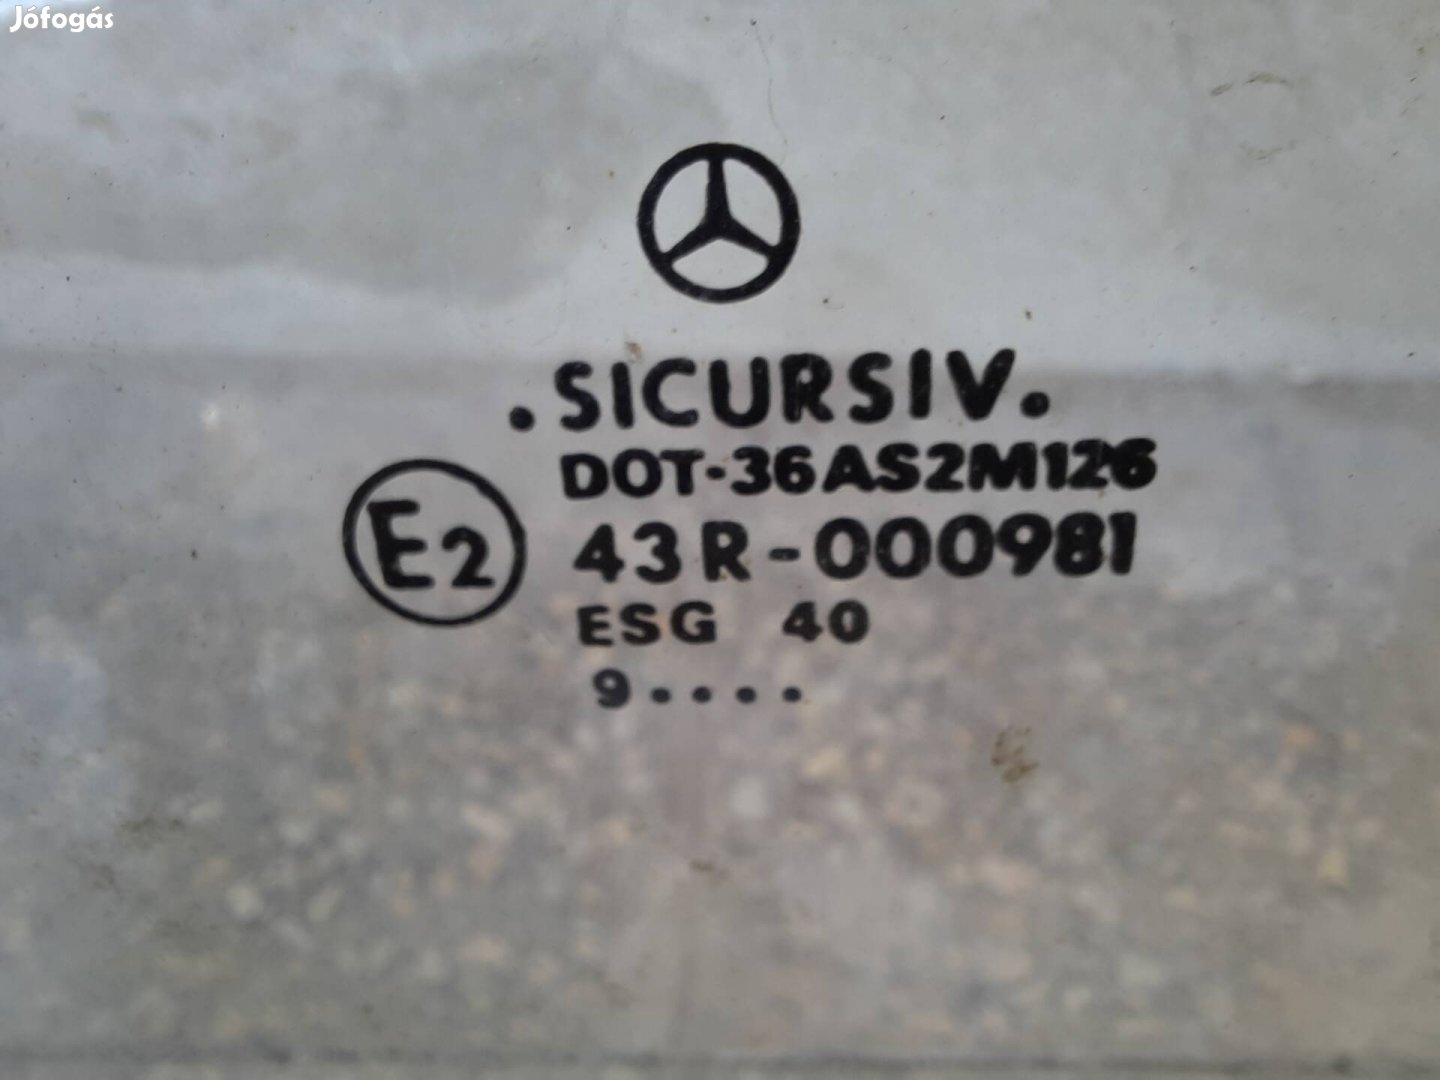 Jófogás
.SICURSIV.
DOT-36AS2M126
E2
43R-000981
ESG 40
9....